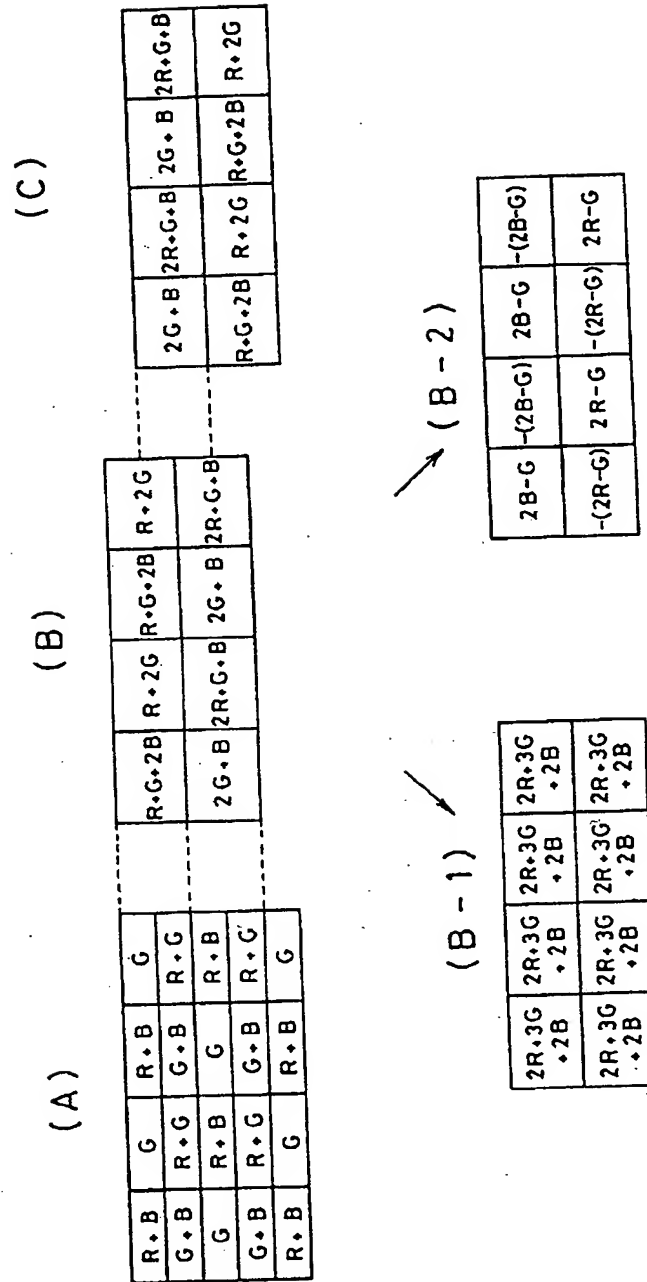 (A)
R+B G R+B G
G+B R+G G+B R+G
G R+B G R+B
G+B R+G G+B R+G
R+B G R+B G
(B)
R+G+2B R+2G R+G+2B R+2G
2G+B 2R+G+B 2G+B 2R+G+B
(C)
2G+B 2R+G+B 2G+B 2R+G+B
R+G+2B R+2G R+G+2B R+2G
(B-1)
2R+3G 2R+3G 2R+3G 2R+3G
+2B +2B +2B +2B
2R+3G 2R+3G 2R+3G 2R+3G
+2B +2B +2B +2B
(B-2)
2B-G -(2B-G) 2B-G -(2B-G)
-(2R-G) 2R-G -(2R-G) 2R-G